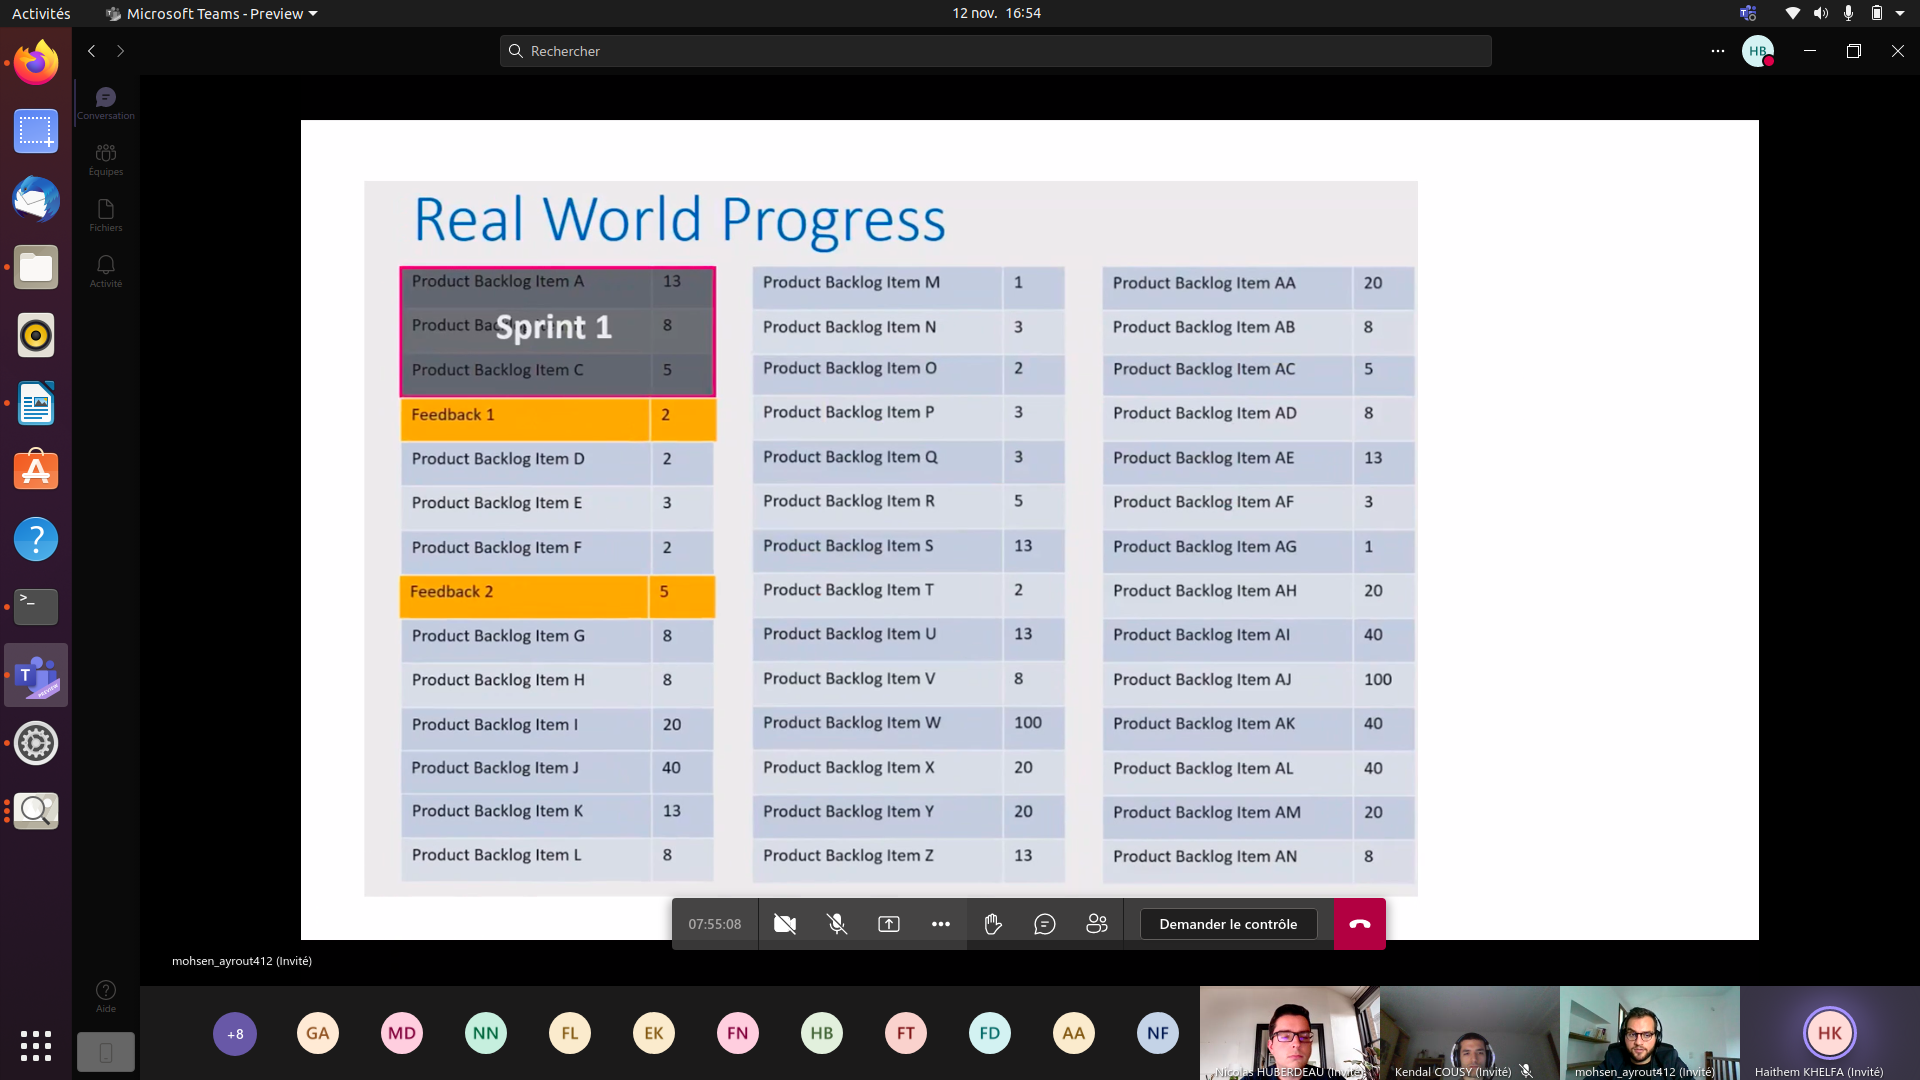 Activités
Microsoft Teams - Preview
12 nov. 16:54
Rechercher
HB
Conversation
Équipes
Fichiers
Activité
Aide
Real World Progress
Product Backlog Item A 13
Product Bac 8
Sprint 1
Product Backlog Item C 5
Feedback 1 2
Product Backlog Item D 2
Product Backlog Item E 3
Product Backlog Item F 2
Feedback 2 5
Product Backlog Item G 8
Product Backlog Item H 8
Product Backlog Item I 20
Product Backlog Item J 40
Product Backlog Item K 13
Product Backlog Item L 8
Product Backlog Item M 1
Product Backlog Item N 3
Product Backlog Item O 2
Product Backlog Item P 3
Product Backlog Item Q 3
Product Backlog Item R 5
Product Backlog Item S 13
Product Backlog Item T 2
Product Backlog Item U 13
Product Backlog Item V 8
Product Backlog Item W 100
Product Backlog Item X 20
Product Backlog Item Y 20
Product Backlog Item Z 13
Product Backlog Item AA 20
Product Backlog Item AB 8
Product Backlog Item AC 5
Product Backlog Item AD 8
Product Backlog Item AE 13
Product Backlog Item AF 3
Product Backlog Item AG 1
Product Backlog Item AH 20
Product Backlog Item AI 40
Product Backlog Item AJ 100
Product Backlog Item AK 40
Product Backlog Item AL 40
Product Backlog Item AM 20
Product Backlog Item AN 8
07:55:08
Demander le contrôle
mohsen_ayrout412 (Invité)
+8
GA
MD
NN
FL
EK
FN
HB
FT
FD
AA
NF
HK
Nicolas HUBERDEAU (Invité)
Kendal COUSY (Invité)
mohsen_ayrout412 (Invité)
Haithem KHELFA (Invité)